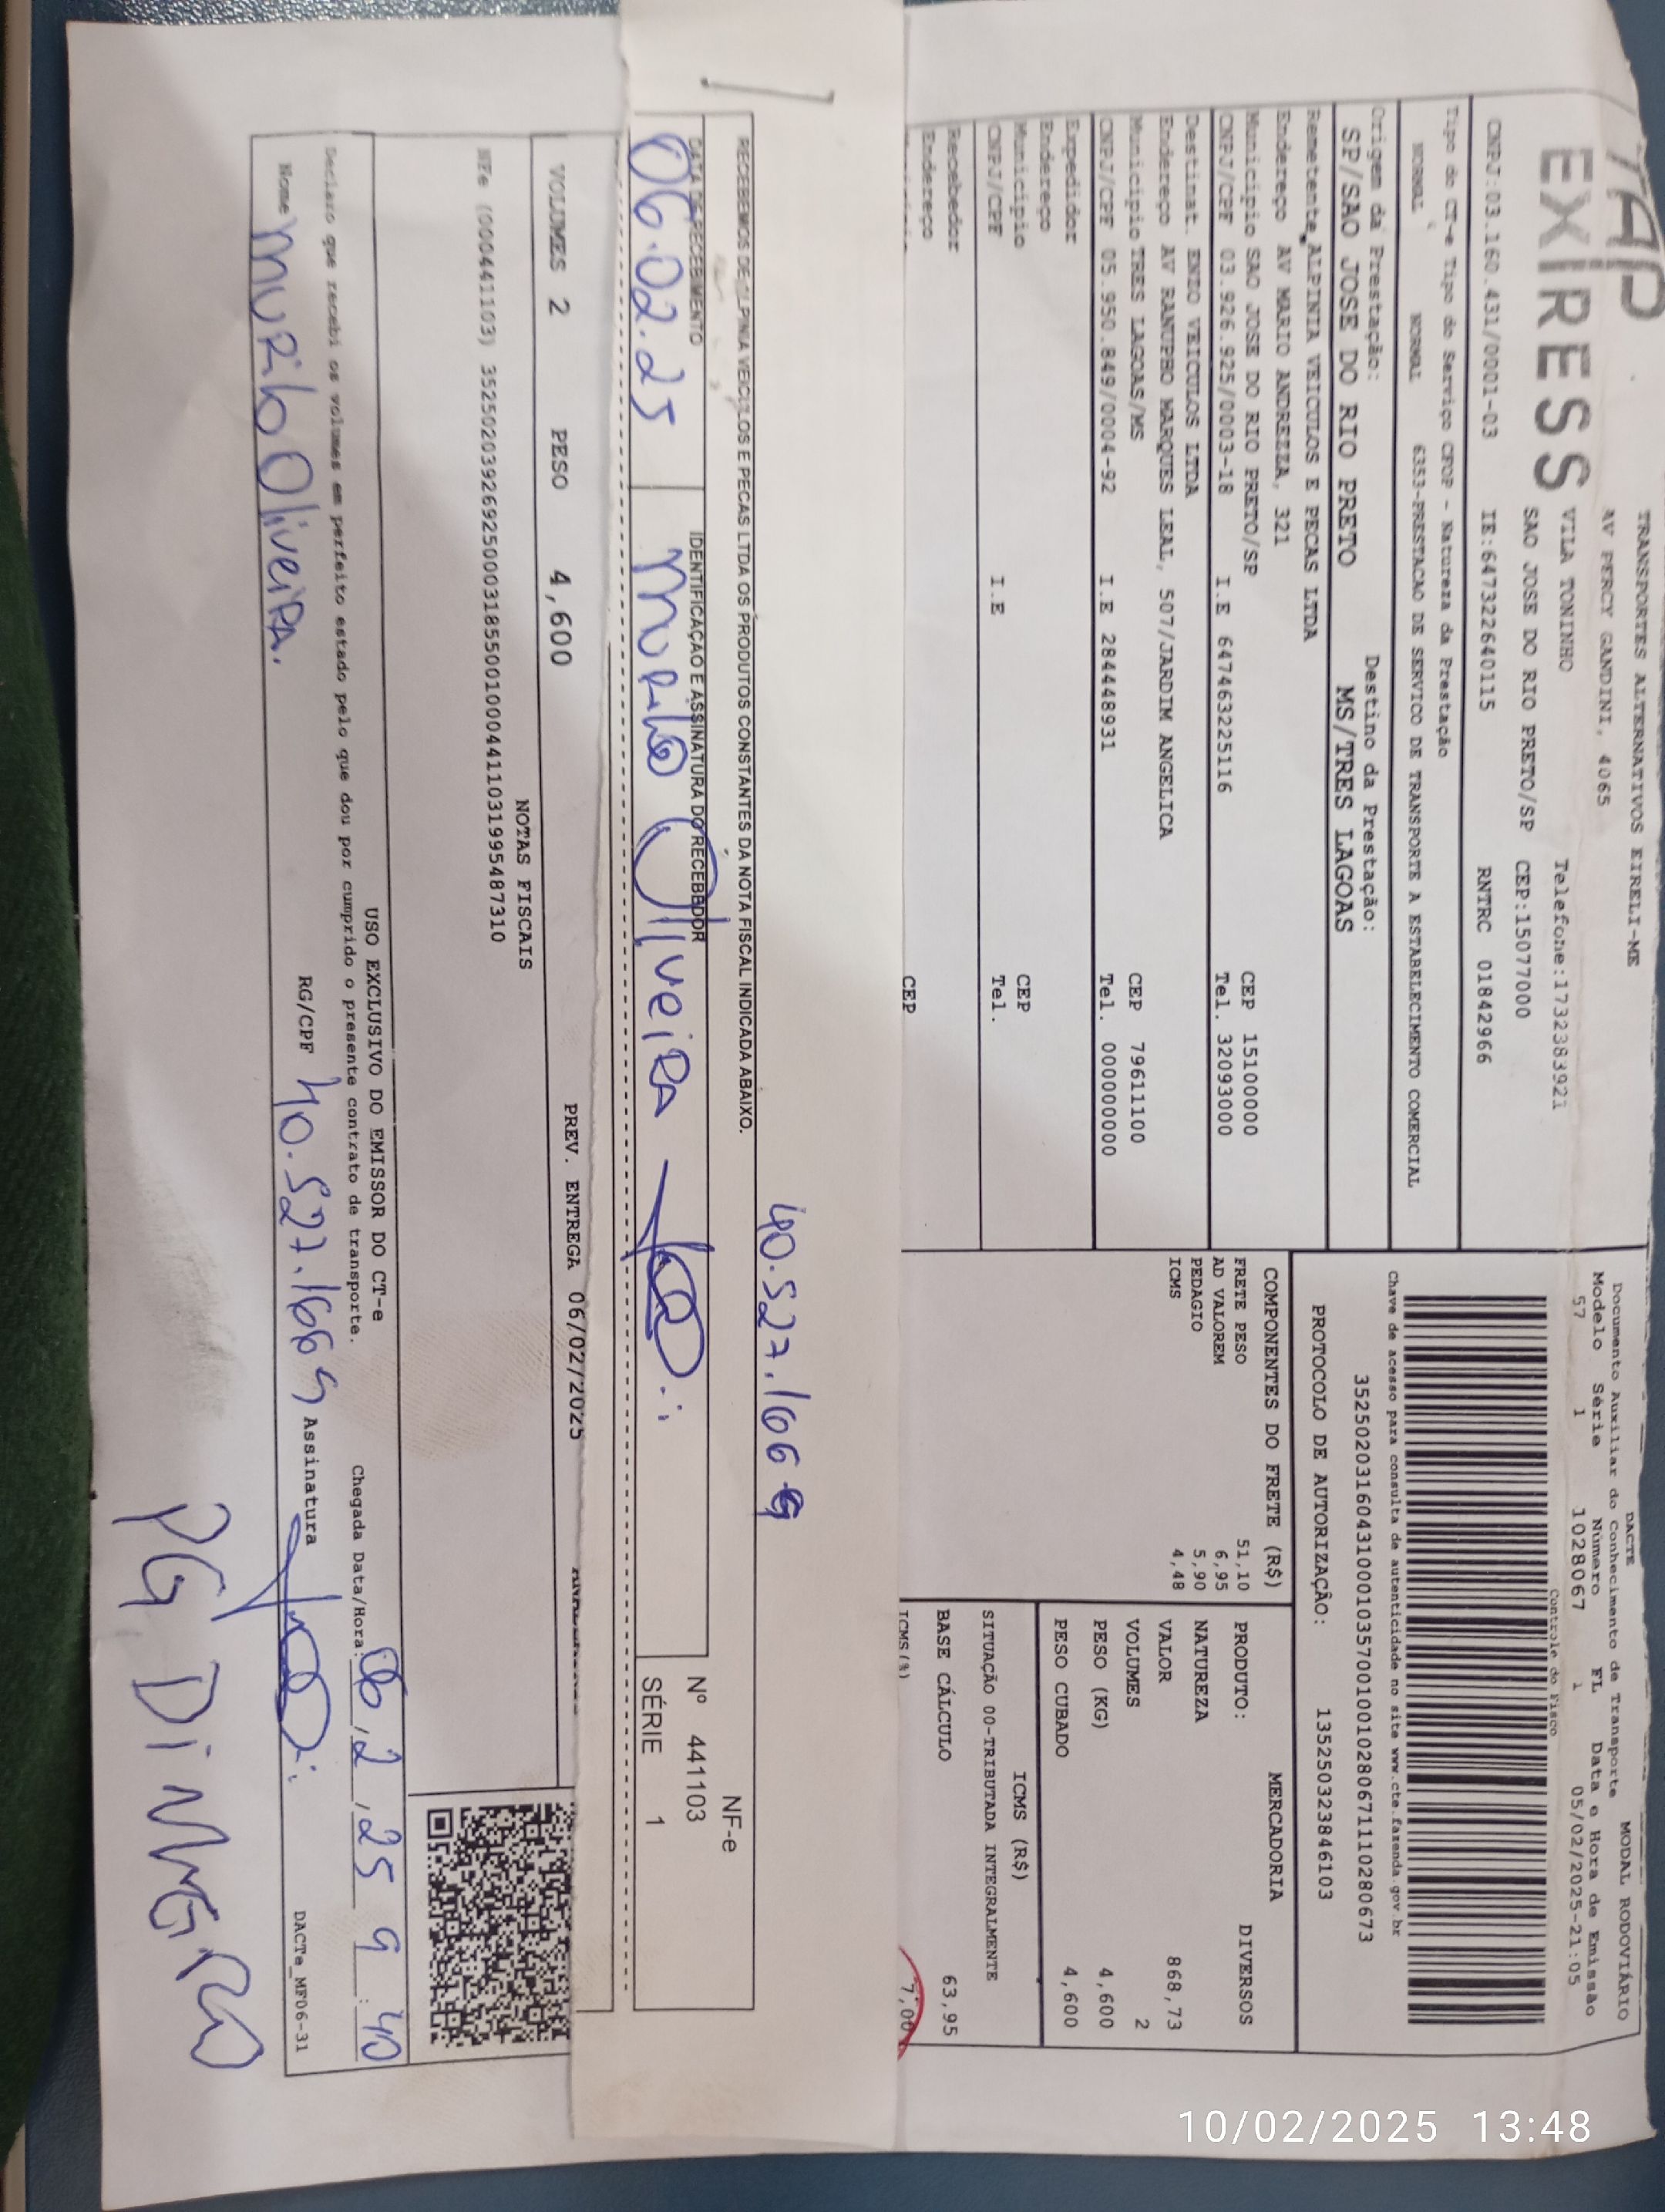 TAP
EXPRESS
TRANSPORTES ALTERNATIVOS EIRELI-ME
AV PERCY GANDINI, 4065
VILA TONINHO Telefone:1732383921
SAO JOSE DO RIO PRETO/SP CEP:15077000
CNPJ:03.160.431/0001-03 IE:647322640115 RNTRC 01842966
Tipo do CT-e Tipo do Serviço CFOP - Natureza da Prestação
NORMAL NORMAL 6353-PRESTACAO DE SERVICO DE TRANSPORTE A ESTABELECIMENTO COMERCIAL
Origem da Prestação: Destino da Prestação:
SP/SAO JOSE DO RIO PRETO MS/TRES LAGOAS
Remetente ALPINIA VEICULOS E PECAS LTDA
Endereço AV MARIO ANDREZZA, 321
Município SAO JOSE DO RIO PRETO/SP CEP 15100000
CNPJ/CPF 03.926.925/0003-18 I.E 647463225116 Tel. 32093000
Destinat. ENZO VEICULOS LTDA
Endereço AV RANUPHO MARQUES LEAL, 507/JARDIM ANGELICA
Município TRES LAGOAS/MS CEP 79611100
CNPJ/CPF 05.950.849/0004-92 I.E 284448931 Tel. 000000000
Expedidor
Endereço
Município CEP
CNPJ/CPF I.E Tel.
Recebedor
Endereço
CEP
DACTE MODAL RODOVIÁRIO
Documento Auxiliar do Conhecimento de Transporte
Modelo Série Número FL Data e Hora de Emissão
57 1 1028067 1 05/02/2025-21:05
Controle do Fisco
Chave de acesso para consulta de autenticidade no site www.cte.fazenda.gov.br
35250203160431000103570010010280671110280673
PROTOCOLO DE AUTORIZAÇÃO: 135250323846103
COMPONENTES DO FRETE (R$)
FRETE PESO 51,10
AD VALOREM 6,95
PEDAGIO 5,90
ICMS 4,48
MERCADORIA
PRODUTO: DIVERSOS
NATUREZA
VALOR 868,73
VOLUMES 2
PESO (KG) 4,600
PESO CUBADO 4,600
ICMS (R$)
SITUAÇÃO 00-TRIBUTADA INTEGRALMENTE
BASE CÁLCULO 63,95
ICMS(%) 7,00
40.527.166 9
RECEBEMOS DE ALPINIA VEICULOS E PECAS LTDA OS PRODUTOS CONSTANTES DA NOTA FISCAL INDICADA ABAIXO.
NF-e
Nº 441103
SÉRIE 1
DATA DE RECEBIMENTO IDENTIFICAÇÃO E ASSINATURA DO RECEBEDOR
06.02.25 Murilo Oliveira
VOLUMES 2 PESO 4,600 PREV. ENTREGA 06/02/2025
NOTAS FISCAIS
NFe (000441103) 35250203926925000318550010004411031995487310
USO EXCLUSIVO DO EMISSOR DO CT-e
Declaro que recebi os volumes em perfeito estado pelo que dou por cumprido o presente contrato de transporte.
Chegada Data/Hora: 06/2/25 9:40
Nome Murilo Oliveira. RG/CPF 40.527.166 9 Assinatura
DACTe_MF06-31
PG DiNHEiRO
10/02/2025 13:48